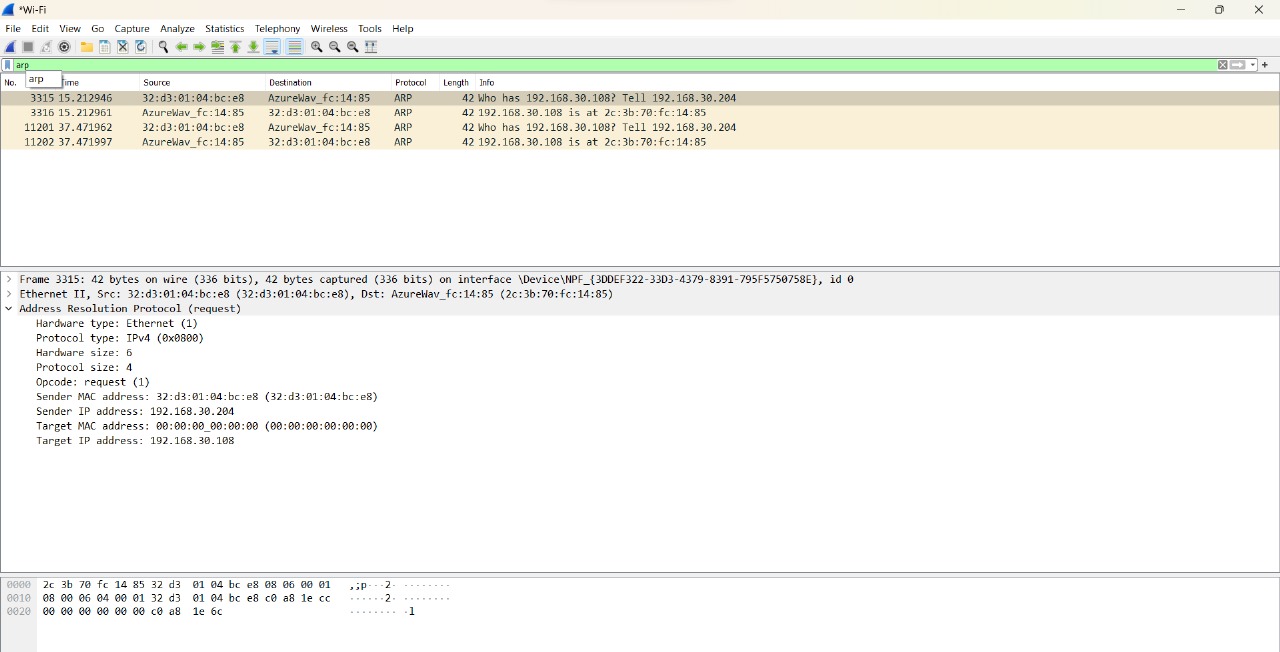 *Wi-Fi
File Edit View Go Capture Analyze Statistics Telephony Wireless Tools Help
arp
arp
No. Time Source Destination Protocol Length Info
3315 15.212946 32:d3:01:04:bc:e8 AzureWav_fc:14:85 ARP 42 Who has 192.168.30.108? Tell 192.168.30.204
3316 15.212961 AzureWav_fc:14:85 32:d3:01:04:bc:e8 ARP 42 192.168.30.108 is at 2c:3b:70:fc:14:85
11201 37.471962 32:d3:01:04:bc:e8 AzureWav_fc:14:85 ARP 42 Who has 192.168.30.108? Tell 192.168.30.204
11202 37.471997 AzureWav_fc:14:85 32:d3:01:04:bc:e8 ARP 42 192.168.30.108 is at 2c:3b:70:fc:14:85
Frame 3315: 42 bytes on wire (336 bits), 42 bytes captured (336 bits) on interface \Device\NPF_{3DDEF322-33D3-4379-8391-795F5750758E}, id 0
Ethernet II, Src: 32:d3:01:04:bc:e8 (32:d3:01:04:bc:e8), Dst: AzureWav_fc:14:85 (2c:3b:70:fc:14:85)
Address Resolution Protocol (request)
Hardware type: Ethernet (1)
Protocol type: IPv4 (0x0800)
Hardware size: 6
Protocol size: 4
Opcode: request (1)
Sender MAC address: 32:d3:01:04:bc:e8 (32:d3:01:04:bc:e8)
Sender IP address: 192.168.30.204
Target MAC address: 00:00:00_00:00:00 (00:00:00:00:00:00)
Target IP address: 192.168.30.108
0000 2c 3b 70 fc 14 85 32 d3 01 04 bc e8 08 06 00 01 ,;p···2· ········
0010 08 00 06 04 00 01 32 d3 01 04 bc e8 c0 a8 1e cc ······2· ········
0020 00 00 00 00 00 00 c0 a8 1e 6c ········ ·l